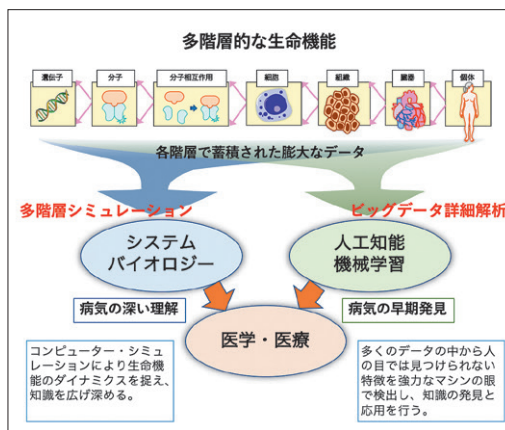 多階層的な生命機能
遺伝子 分子 分子相互作用 細胞 組織 臓器 個体
各階層で蓄積された膨大なデータ
多階層シミュレーション ビッグデータ詳細解析
システム
バイオロジー
人工知能
機械学習
病気の深い理解 病気の早期発見
医学・医療
コンピューター・シミュ
レーションにより生命機
能のダイナミクスを捉え、
知識を広げ深める。
多くのデータの中から人
の目では見つけられない
特徴を強力なマシンの眼
で検出し、知識の発見と
応用を行う。